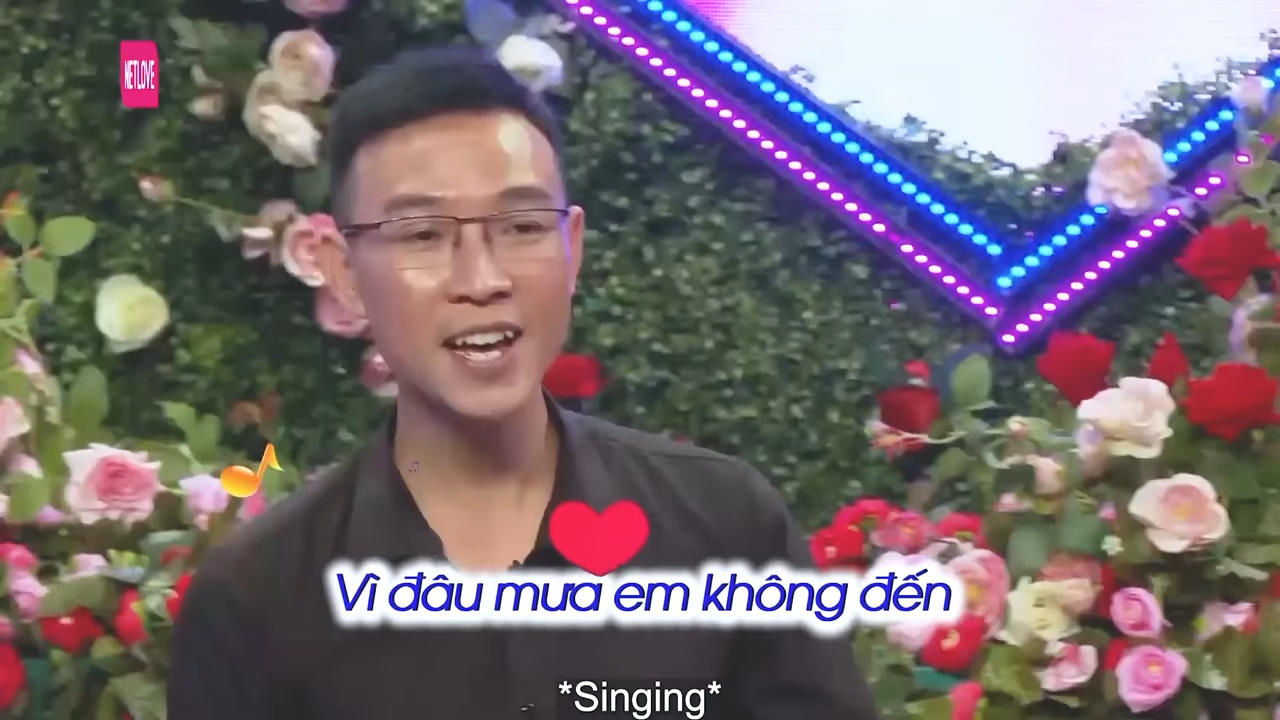 NETLOVE
Vì đâu mưa em không đến
*Singing*